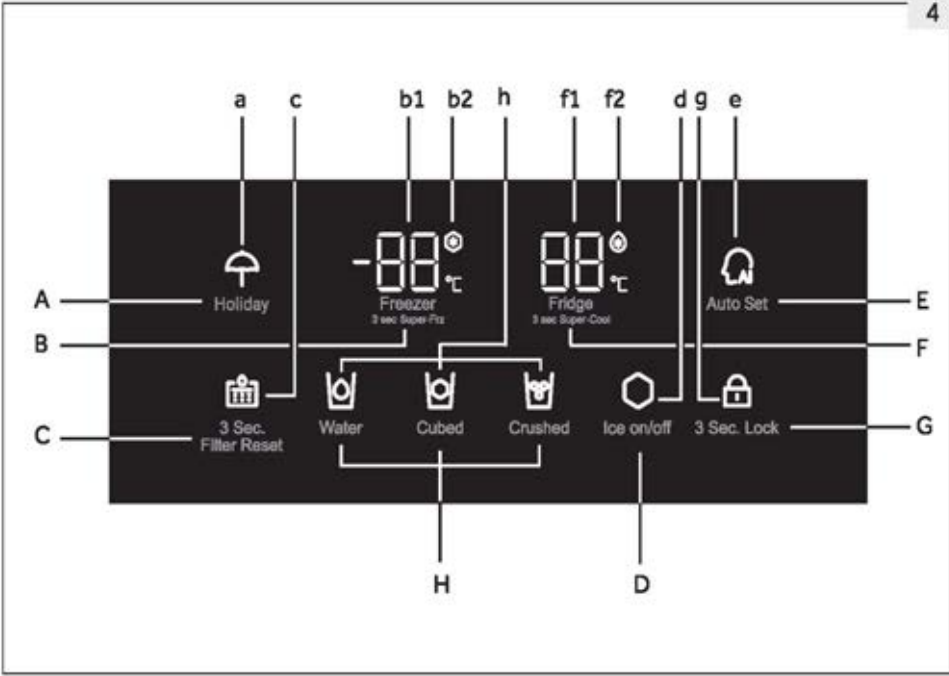 4
a c b1 b2 h f1 f2 d g e
-88 °C 88 °C
AI
A Holiday Freezer Fridge Auto Set E
3 sec Super-Frz 3 sec Super-Cool
B F
C 3 Sec. Water Cubed Crushed Ice on/off 3 Sec. Lock G
Filter Reset
H D